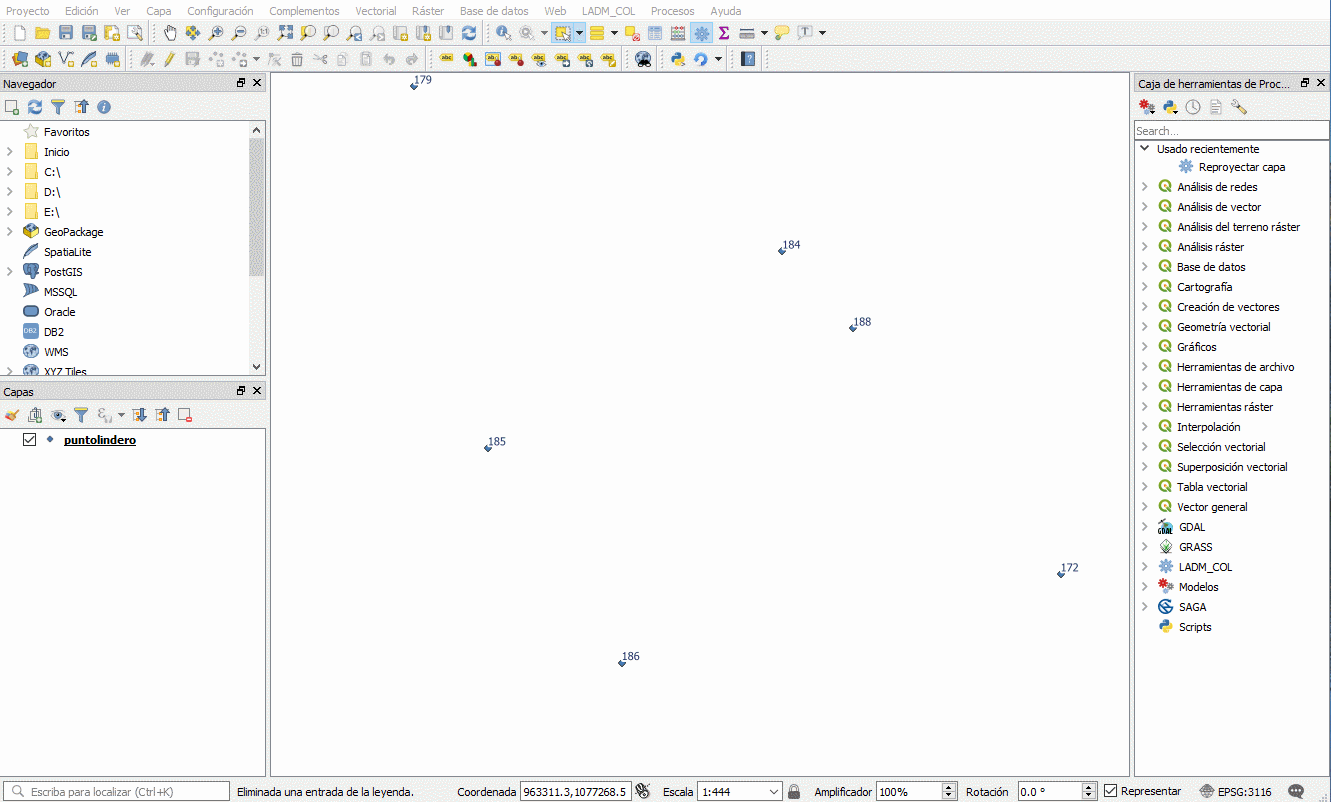 Proyecto Edición Ver Capa Configuración Complementos Vectorial Ráster Base de datos Web LADM_COL Procesos Ayuda
Navegador
Favoritos
Inicio
C:\
D:\
E:\
GeoPackage
SpatiaLite
PostGIS
MSSQL
Oracle
DB2
WMS
XYZ Tiles
Capas
puntolindero
179
184
188
185
172
186
Caja de herramientas de Proc...
Search...
Usado recientemente
Reproyectar capa
Análisis de redes
Análisis de vector
Análisis del terreno ráster
Análisis ráster
Base de datos
Cartografía
Creación de vectores
Geometría vectorial
Gráficos
Herramientas de archivo
Herramientas de capa
Herramientas ráster
Interpolación
Selección vectorial
Superposición vectorial
Tabla vectorial
Vector general
GDAL
GRASS
LADM_COL
Modelos
SAGA
Scripts
Escriba para localizar (Ctrl+K) Eliminada una entrada de la leyenda. Coordenada 963311.3,1077268.5 Escala 1:444 Amplificador 100% Rotación 0.0 ° Representar EPSG:3116